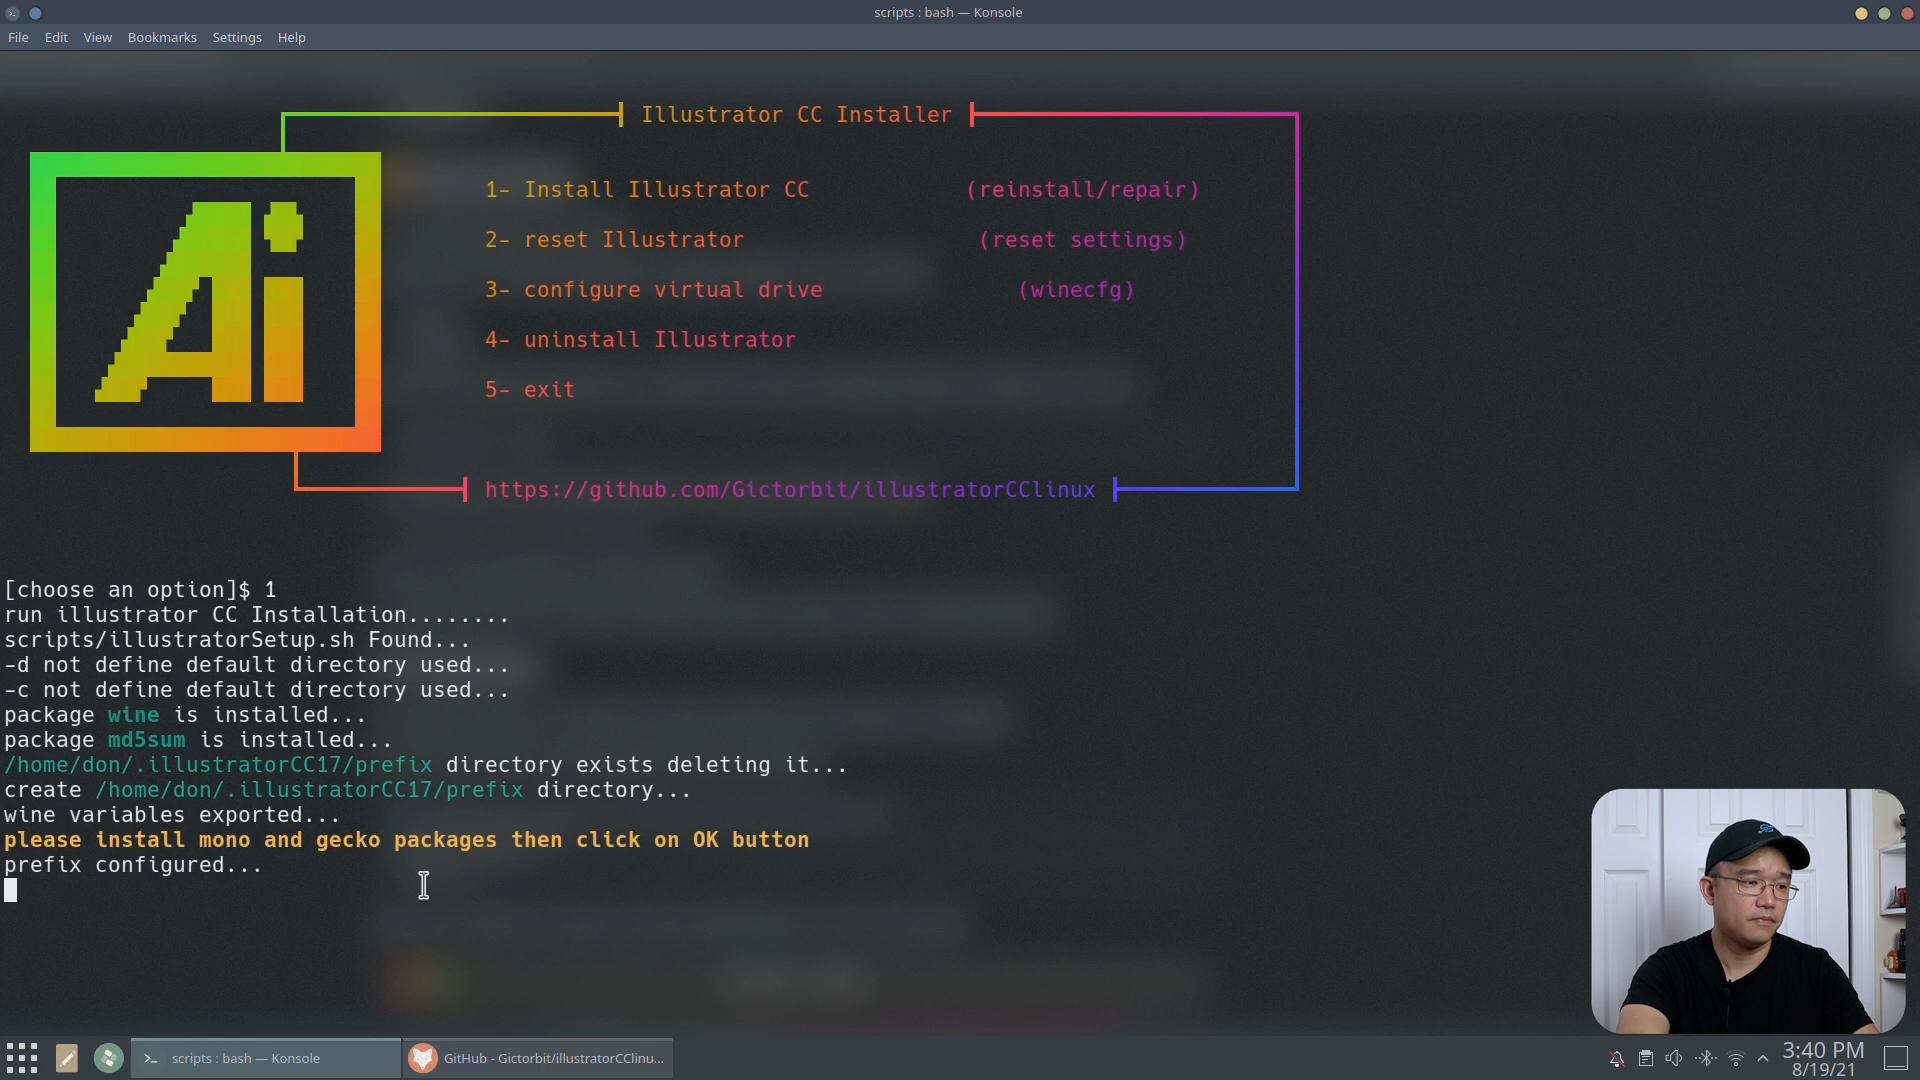 scripts : bash — Konsole
File Edit View Bookmarks Settings Help
Illustrator CC Installer
Ai
1- Install Illustrator CC (reinstall/repair)
2- reset Illustrator (reset settings)
3- configure virtual drive (winecfg)
4- uninstall Illustrator
5- exit
https://github.com/Gictorbit/illustratorCClinux
[choose an option]$ 1
run illustrator CC Installation........
scripts/illustratorSetup.sh Found...
-d not define default directory used...
-c not define default directory used...
package wine is installed...
package md5sum is installed...
/home/don/.illustratorCC17/prefix directory exists deleting it...
create /home/don/.illustratorCC17/prefix directory...
wine variables exported...
please install mono and gecko packages then click on OK button
prefix configured...
scripts : bash — Konsole
GitHub - Gictorbit/illustratorCClinu...
3:40 PM
8/19/21